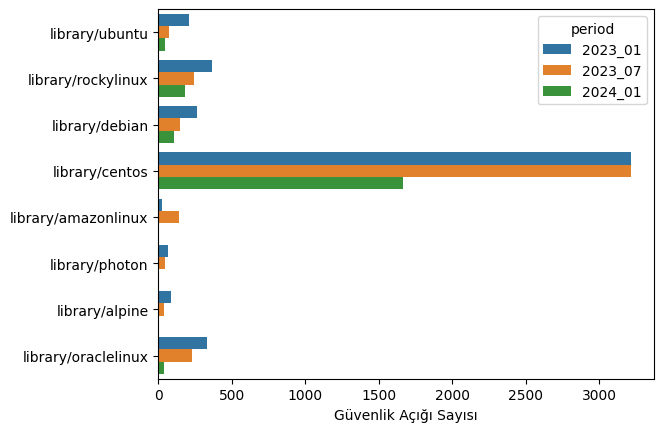 library/ubuntu
library/rockylinux
library/debian
library/centos
library/amazonlinux
library/photon
library/alpine
library/oraclelinux
period
2023_01
2023_07
2024_01
0 500 1000 1500 2000 2500 3000
Güvenlik Açığı Sayısı